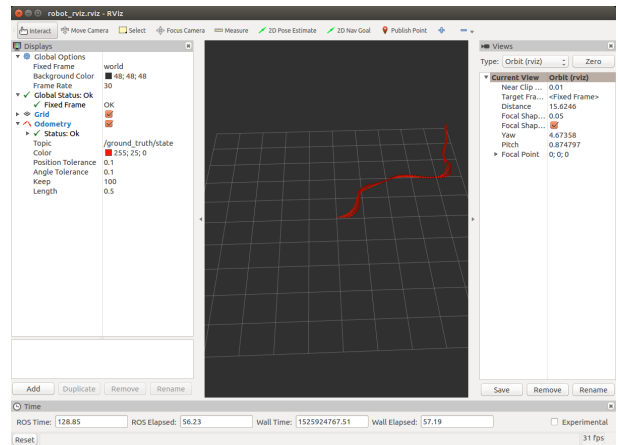 robot_rviz.rviz - RViz
Interact Move Camera Select Focus Camera Measure 2D Pose Estimate 2D Nav Goal Publish Point
Displays
Global Options
Fixed Frame world
Background Color 48; 48; 48
Frame Rate 30
Global Status: Ok
Fixed Frame OK
Grid
Odometry
Status: Ok
Topic /ground_truth/state
Color 255; 25; 0
Position Tolerance 0.1
Angle Tolerance 0.1
Keep 100
Length 0.5
Add Duplicate Remove Rename
Views
Type: Orbit (rviz) Zero
Current View Orbit (rviz)
Near Clip ... 0.01
Target Fra... <Fixed Frame>
Distance 15.6246
Focal Shap... 0.05
Focal Shap...
Yaw 4.67358
Pitch 0.874797
Focal Point 0; 0; 0
Save Remove Rename
Time
ROS Time: 128.85 ROS Elapsed: 56.23 Wall Time: 1525924767.51 Wall Elapsed: 57.19 Experimental
Reset 31 fps